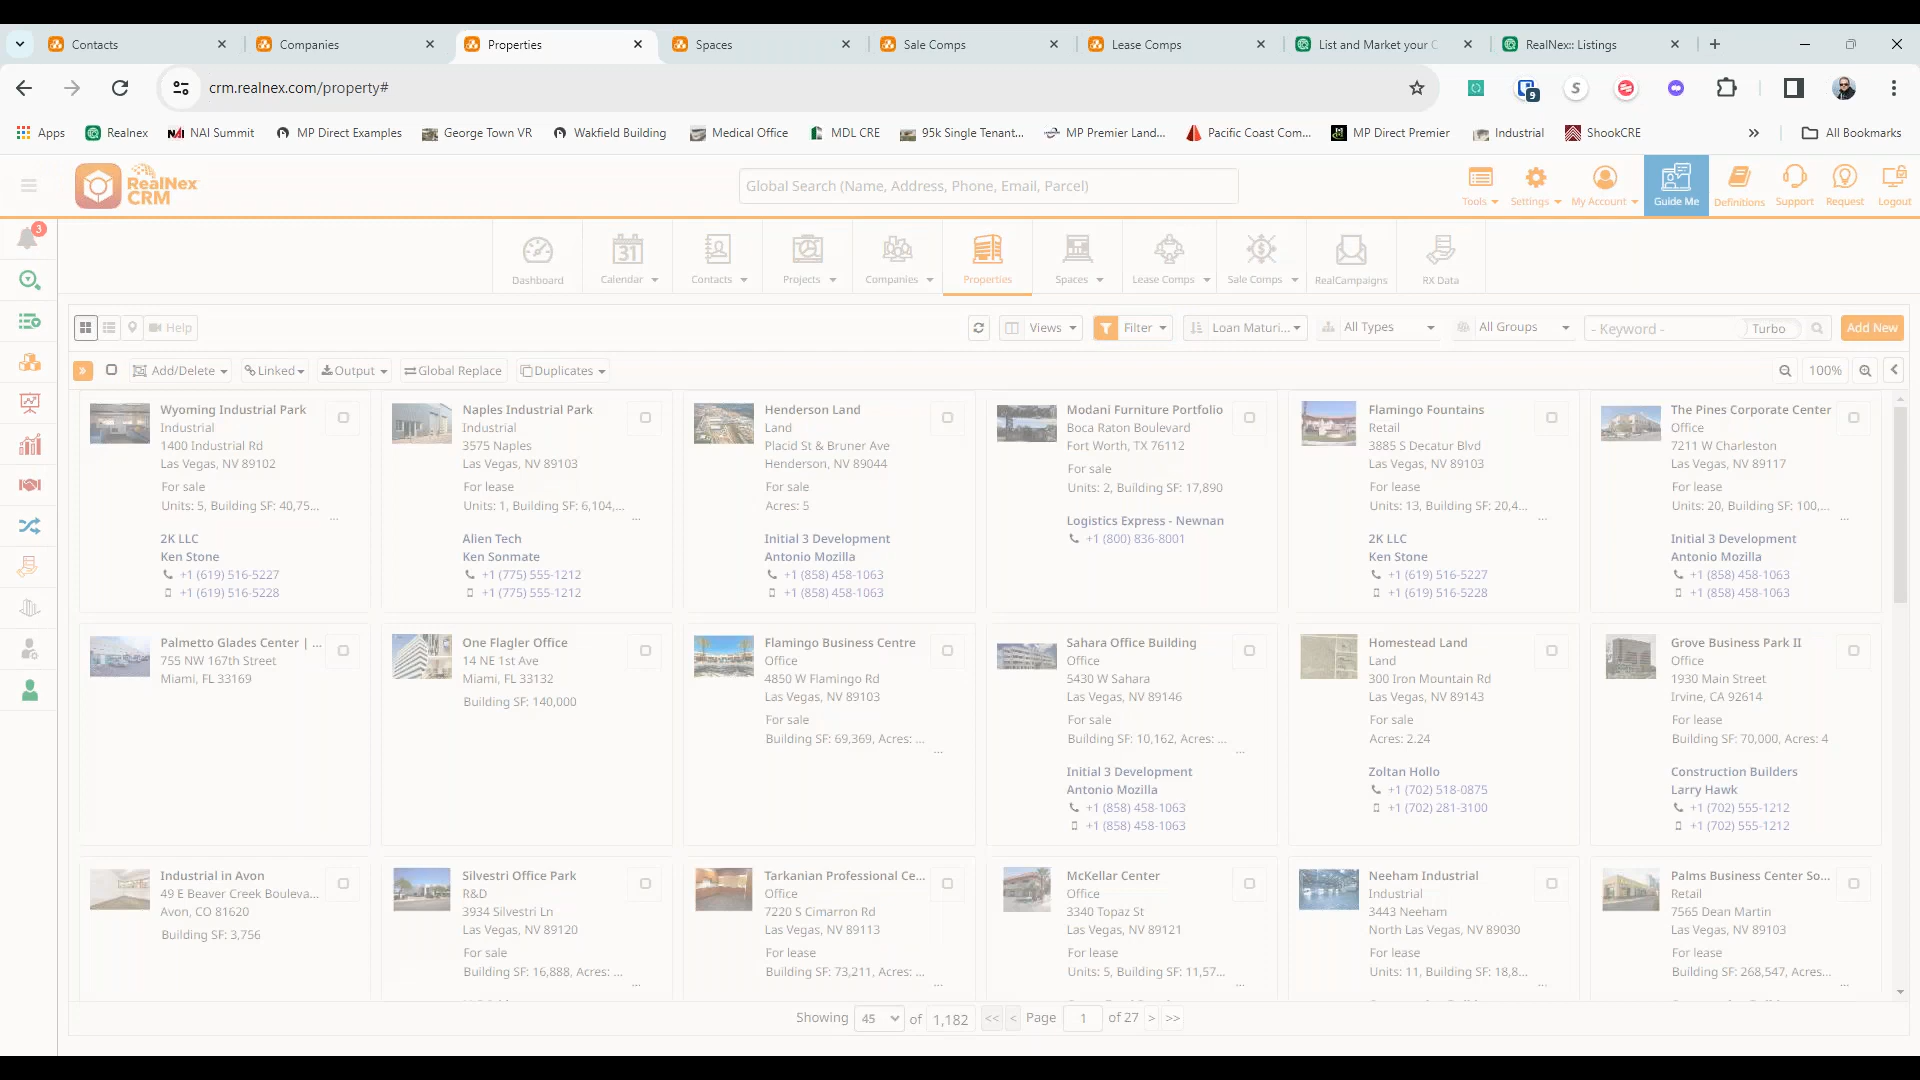 Contacts
Companies
Properties
Spaces
Sale Comps
Lease Comps
List and Market your C
RealNex:: Listings
crm.realnex.com/property#
9
Apps
Realnex
NAI Summit
MP Direct Examples
George Town VR
Wakfield Building
Medical Office
MDL CRE
95k Single Tenant...
MP Premier Land...
Pacific Coast Com...
MP Direct Premier
Industrial
ShookCRE
All Bookmarks
RealNex
CRM
Global Search (Name, Address, Phone, Email, Parcel)
Tools
Settings
My Account
Guide Me
Definitions
Support
Request
Logout
3
Dashboard
31
Calendar
Contacts
Projects
Companies
Properties
Spaces
Lease Comps
Sale Comps
RealCampaigns
RX Data
Help
Views
Filter
Loan Maturi...
All Types
All Groups
- Keyword -
Turbo
Add New
Add/Delete
Linked
Output
Global Replace
Duplicates
100%
Wyoming Industrial Park
Industrial
1400 Industrial Rd
Las Vegas, NV 89102
For sale
Units: 5, Building SF: 40,75...
...
2K LLC
Ken Stone
+1 (619) 516-5227
+1 (619) 516-5228
Naples Industrial Park
Industrial
3575 Naples
Las Vegas, NV 89103
For lease
Units: 1, Building SF: 6,104,...
...
Alien Tech
Ken Sonmate
+1 (775) 555-1212
+1 (775) 555-1212
Henderson Land
Land
Placid St & Bruner Ave
Henderson, NV 89044
For sale
Acres: 5
Initial 3 Development
Antonio Mozilla
+1 (858) 458-1063
+1 (858) 458-1063
Modani Furniture Portfolio
Boca Raton Boulevard
Fort Worth, TX 76112
For sale
Units: 2, Building SF: 17,890
Logistics Express - Newnan
+1 (800) 836-8001
Flamingo Fountains
Retail
3885 S Decatur Blvd
Las Vegas, NV 89103
For lease
Units: 13, Building SF: 20,4...
...
2K LLC
Ken Stone
+1 (619) 516-5227
+1 (619) 516-5228
The Pines Corporate Center
Office
7211 W Charleston
Las Vegas, NV 89117
For lease
Units: 20, Building SF: 100,...
...
Initial 3 Development
Antonio Mozilla
+1 (858) 458-1063
+1 (858) 458-1063
Palmetto Glades Center | ...
755 NW 167th Street
Miami, FL 33169
One Flagler Office
14 NE 1st Ave
Miami, FL 33132
Building SF: 140,000
Flamingo Business Centre
Office
4850 W Flamingo Rd
Las Vegas, NV 89103
For sale
Building SF: 69,369, Acres: ...
...
Sahara Office Building
Office
5430 W Sahara
Las Vegas, NV 89146
For sale
Building SF: 10,162, Acres: ...
...
Initial 3 Development
Antonio Mozilla
+1 (858) 458-1063
+1 (858) 458-1063
Homestead Land
Land
300 Iron Mountain Rd
Las Vegas, NV 89143
For sale
Acres: 2.24
Zoltan Hollo
+1 (702) 518-0875
+1 (702) 281-3100
Grove Business Park II
Office
1930 Main Street
Irvine, CA 92614
For lease
Building SF: 70,000, Acres: 4
Construction Builders
Larry Hawk
+1 (702) 555-1212
+1 (702) 555-1212
Industrial in Avon
49 E Beaver Creek Bouleva...
Avon, CO 81620
Building SF: 3,756
Silvestri Office Park
R&D
3934 Silvestri Ln
Las Vegas, NV 89120
For sale
Building SF: 16,888, Acres: ...
...
Tarkanian Professional Ce...
Office
7220 S Cimarron Rd
Las Vegas, NV 89113
For lease
Building SF: 73,211, Acres: ...
...
McKellar Center
Office
3340 Topaz St
Las Vegas, NV 89121
For lease
Units: 5, Building SF: 11,57...
...
Neeham Industrial
Industrial
3443 Neeham
North Las Vegas, NV 89030
For lease
Units: 11, Building SF: 18,8...
...
Palms Business Center So...
Retail
7565 Dean Martin
Las Vegas, NV 89103
For lease
Building SF: 268,547, Acres...
...
Showing 45 of 1,182 << < Page 1 of 27 > >>